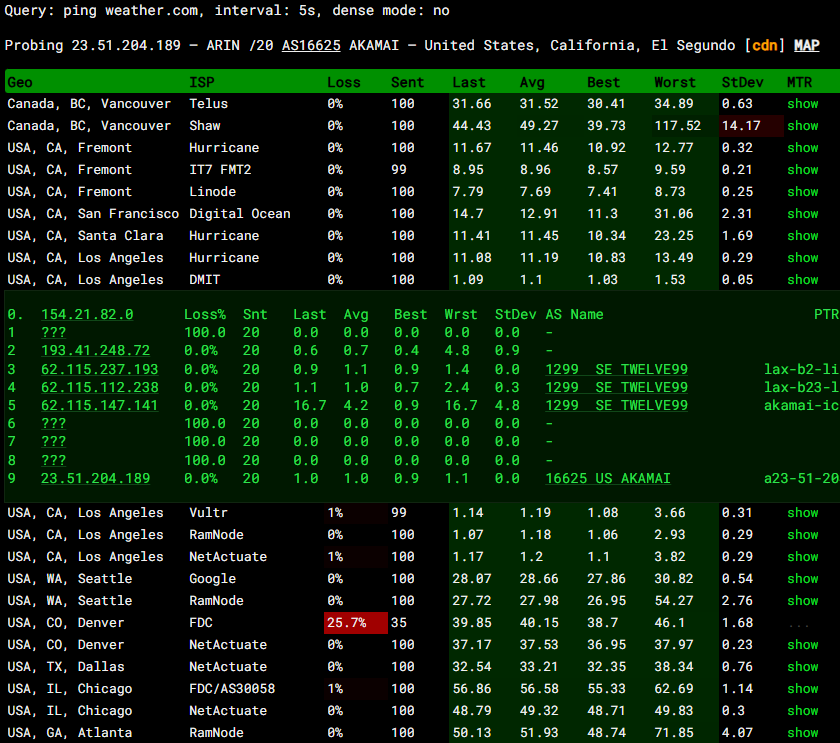 Query: ping weather.com, interval: 5s, dense mode: no
Probing 23.51.204.189 — ARIN /20 AS16625 AKAMAI — United States, California, El Segundo [cdn] MAP
Geo ISP Loss Sent Last Avg Best Worst StDev MTR
Canada, BC, Vancouver Telus 0% 100 31.66 31.52 30.41 34.89 0.63 show
Canada, BC, Vancouver Shaw 0% 100 44.43 49.27 39.73 117.52 14.17 show
USA, CA, Fremont Hurricane 0% 100 11.67 11.46 10.92 12.77 0.32 show
USA, CA, Fremont IT7 FMT2 0% 99 8.95 8.96 8.57 9.59 0.21 show
USA, CA, Fremont Linode 0% 100 7.79 7.69 7.41 8.73 0.25 show
USA, CA, San Francisco Digital Ocean 0% 100 14.7 12.91 11.3 31.06 2.31 show
USA, CA, Santa Clara Hurricane 0% 100 11.41 11.45 10.34 23.25 1.69 show
USA, CA, Los Angeles Hurricane 0% 100 11.08 11.19 10.83 13.49 0.29 show
USA, CA, Los Angeles DMIT 0% 100 1.09 1.1 1.03 1.53 0.05 show
0. 154.21.82.0 Loss% Snt Last Avg Best Wrst StDev AS Name PTR
1 ??? 100.0 20 0.0 0.0 0.0 0.0 0.0 -
2 193.41.248.72 0.0% 20 0.6 0.7 0.4 4.8 0.9 -
3 62.115.237.193 0.0% 20 0.9 1.1 0.9 1.4 0.0 1299 SE TWELVE99 lax-b2-li
4 62.115.112.238 0.0% 20 1.1 1.0 0.7 2.4 0.3 1299 SE TWELVE99 lax-b23-l
5 62.115.147.141 0.0% 20 16.7 4.2 0.9 16.7 4.8 1299 SE TWELVE99 akamai-ic
6 ??? 100.0 20 0.0 0.0 0.0 0.0 0.0 -
7 ??? 100.0 20 0.0 0.0 0.0 0.0 0.0 -
8 ??? 100.0 20 0.0 0.0 0.0 0.0 0.0 -
9 23.51.204.189 0.0% 20 1.0 1.0 0.9 1.1 0.0 16625 US AKAMAI a23-51-20
USA, CA, Los Angeles Vultr 1% 99 1.14 1.19 1.08 3.66 0.31 show
USA, CA, Los Angeles RamNode 0% 100 1.07 1.18 1.06 2.93 0.29 show
USA, CA, Los Angeles NetActuate 1% 100 1.17 1.2 1.1 3.82 0.29 show
USA, WA, Seattle Google 0% 100 28.07 28.66 27.86 30.82 0.54 show
USA, WA, Seattle RamNode 0% 100 27.72 27.98 26.95 54.27 2.76 show
USA, CO, Denver FDC 25.7% 35 39.85 40.15 38.7 46.1 1.68 ...
USA, CO, Denver NetActuate 0% 100 37.17 37.53 36.95 37.97 0.23 show
USA, TX, Dallas NetActuate 0% 100 32.54 33.21 32.35 38.34 0.76 show
USA, IL, Chicago FDC/AS30058 1% 100 56.86 56.58 55.33 62.69 1.14 show
USA, IL, Chicago NetActuate 0% 100 48.79 49.32 48.71 49.83 0.3 show
USA, GA, Atlanta RamNode 0% 100 50.13 51.93 48.74 71.85 4.07 show